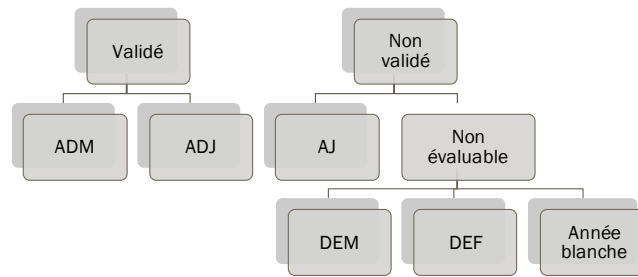 Validé
Non
validé
ADM
ADJ
AJ
Non
évaluable
DEM
DEF
Année
blanche